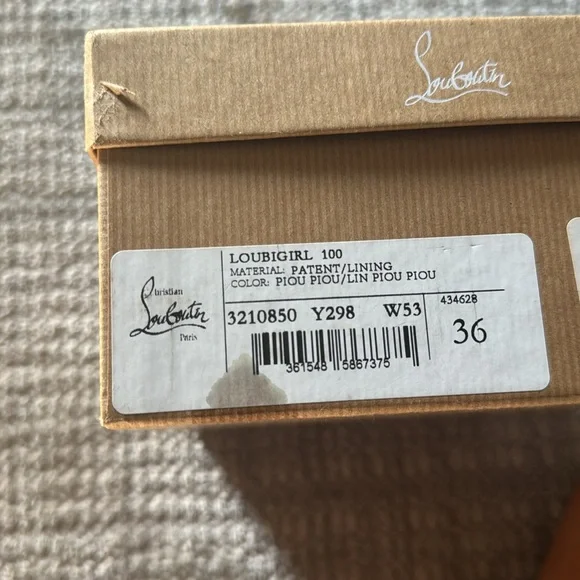 Louboutin
Christian
Louboutin
Paris
LOUBIGIRL 100
MATERIAL: PATENT/LINING
COLOR: PIOU PIOU/LIN PIOU PIOU
3210850 Y298 W53
434628
36
361548 5867375